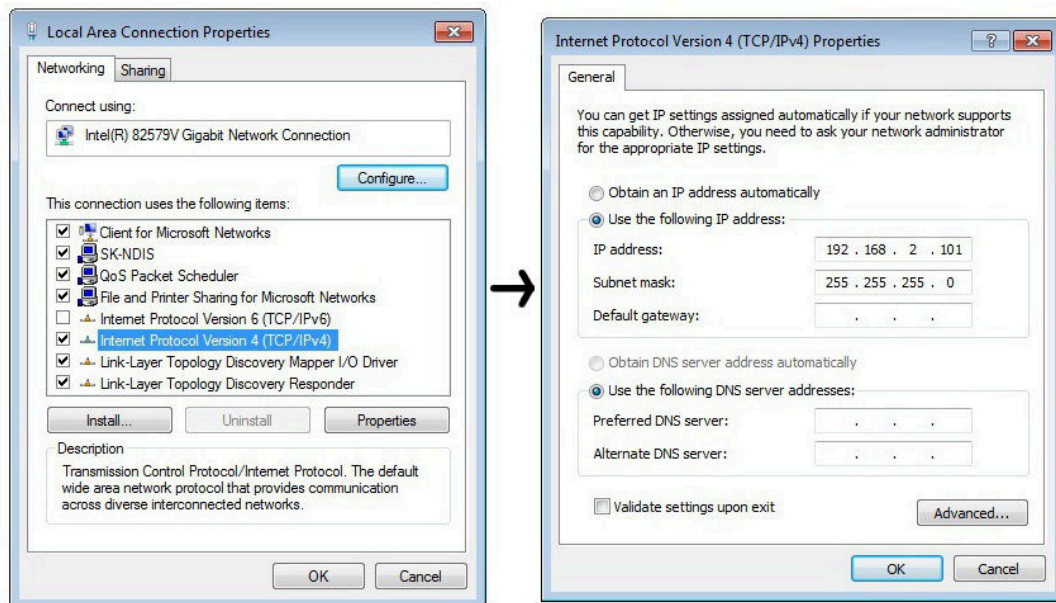 Local Area Connection Properties
Networking
Sharing
Connect using:
Intel(R) 82579V Gigabit Network Connection
Configure...
This connection uses the following items:
Client for Microsoft Networks
SK-NDIS
QoS Packet Scheduler
File and Printer Sharing for Microsoft Networks
Internet Protocol Version 6 (TCP/IPv6)
Internet Protocol Version 4 (TCP/IPv4)
Link-Layer Topology Discovery Mapper I/O Driver
Link-Layer Topology Discovery Responder
Install...
Uninstall
Properties
Description
Transmission Control Protocol/Internet Protocol. The default
wide area network protocol that provides communication
across diverse interconnected networks.
OK
Cancel
Internet Protocol Version 4 (TCP/IPv4) Properties
General
You can get IP settings assigned automatically if your network supports
this capability. Otherwise, you need to ask your network administrator
for the appropriate IP settings.
Obtain an IP address automatically
Use the following IP address:
IP address: 192 . 168 . 2 . 101
Subnet mask: 255 . 255 . 255 . 0
Default gateway: . . .
Obtain DNS server address automatically
Use the following DNS server addresses:
Preferred DNS server: . . .
Alternate DNS server: . . .
Validate settings upon exit
Advanced...
OK
Cancel